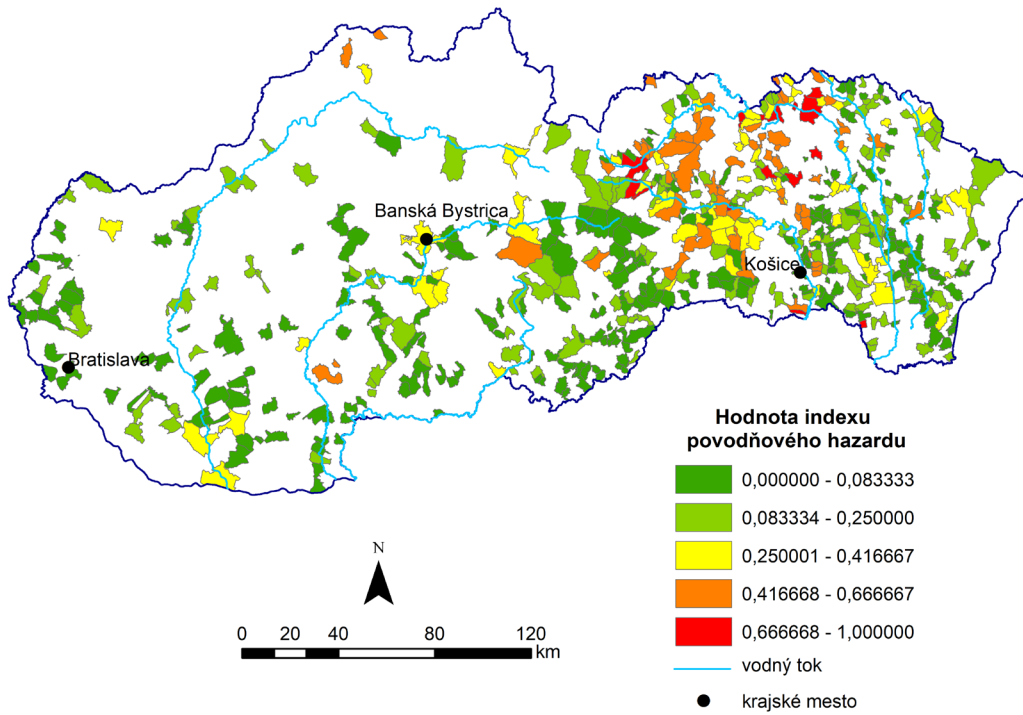 Banská Bystrica
Košice
Bratislava
Hodnota indexu
povodňového hazardu
0,000000 - 0,083333
0,083334 - 0,250000
0,250001 - 0,416667
0,416668 - 0,666667
0,666668 - 1,000000
vodný tok
krajské mesto
N
0 20 40 80 120
km